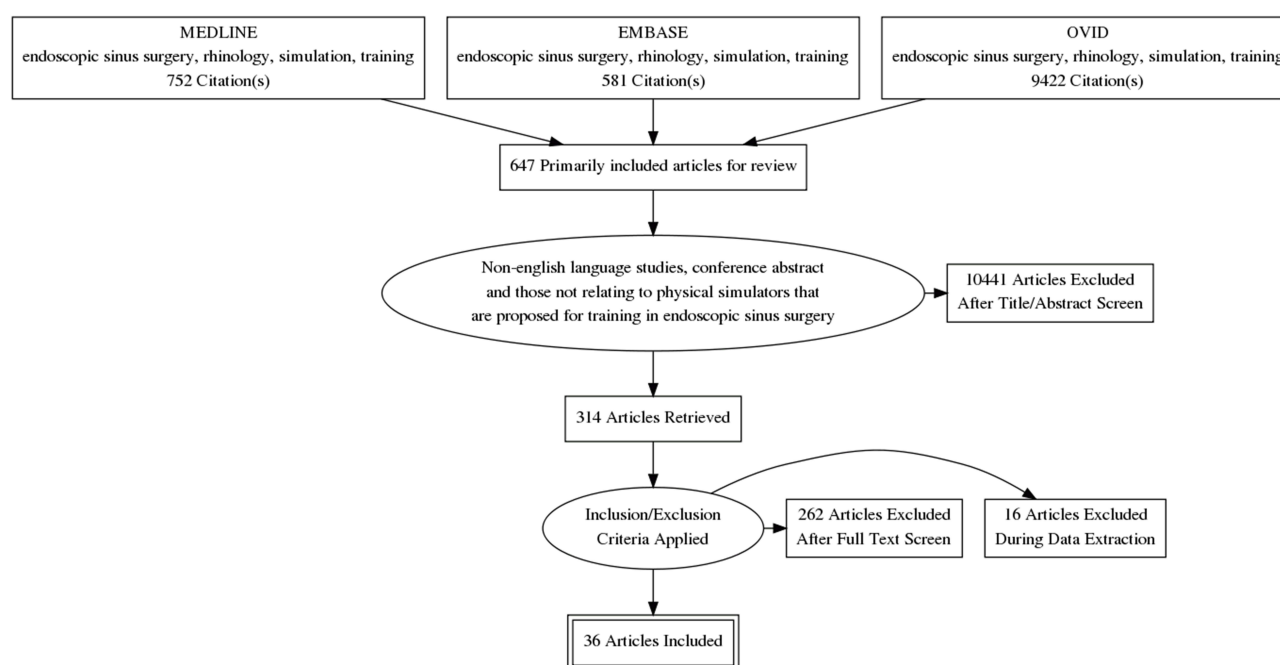 MEDLINE
endoscopic sinus surgery, rhinology, simulation, training
752 Citation(s)
EMBASE
endoscopic sinus surgery, rhinology, simulation, training
581 Citation(s)
OVID
endoscopic sinus surgery, rhinology, simulation, training
9422 Citation(s)
647 Primarily included articles for review
Non-english language studies, conference abstract
and those not relating to physical simulators that
are proposed for training in endoscopic sinus surgery
10441 Articles Excluded
After Title/Abstract Screen
314 Articles Retrieved
Inclusion/Exclusion
Criteria Applied
262 Articles Excluded
After Full Text Screen
16 Articles Excluded
During Data Extraction
36 Articles Included